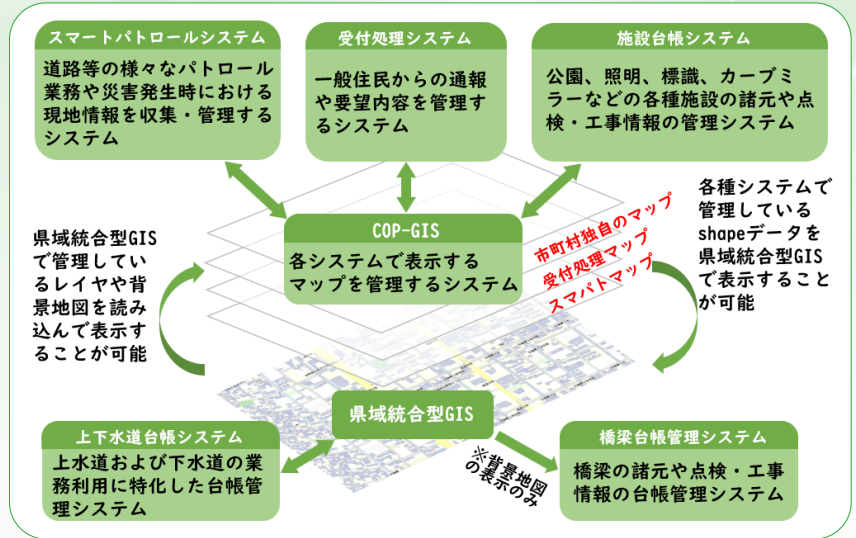 スマートパトロールシステム
道路等の様々なパトロール
業務や災害発生時における
現地情報を収集・管理する
システム
受付処理システム
一般住民からの通報
や要望内容を管理す
るシステム
施設台帳システム
公園、照明、標識、カーブミ
ラーなどの各種施設の諸元や点
検・工事情報の管理システム
COP-GIS
各システムで表示する
マップを管理するシステム
市町村独自のマップ
受付処理マップ
スマパトマップ
県域統合型GIS
で管理してい
るレイヤや背
景地図を読み
込んで表示す
ることが可能
各種システムで
管理している
shapeデータを
県域統合型GIS
で表示すること
が可能
県域統合型GIS
上下水道台帳システム
上水道および下水道の業
務利用に特化した台帳管
理システム
※背景地図
の表示のみ
橋梁台帳管理システム
橋梁の諸元や点検・工事
情報の台帳管理システム